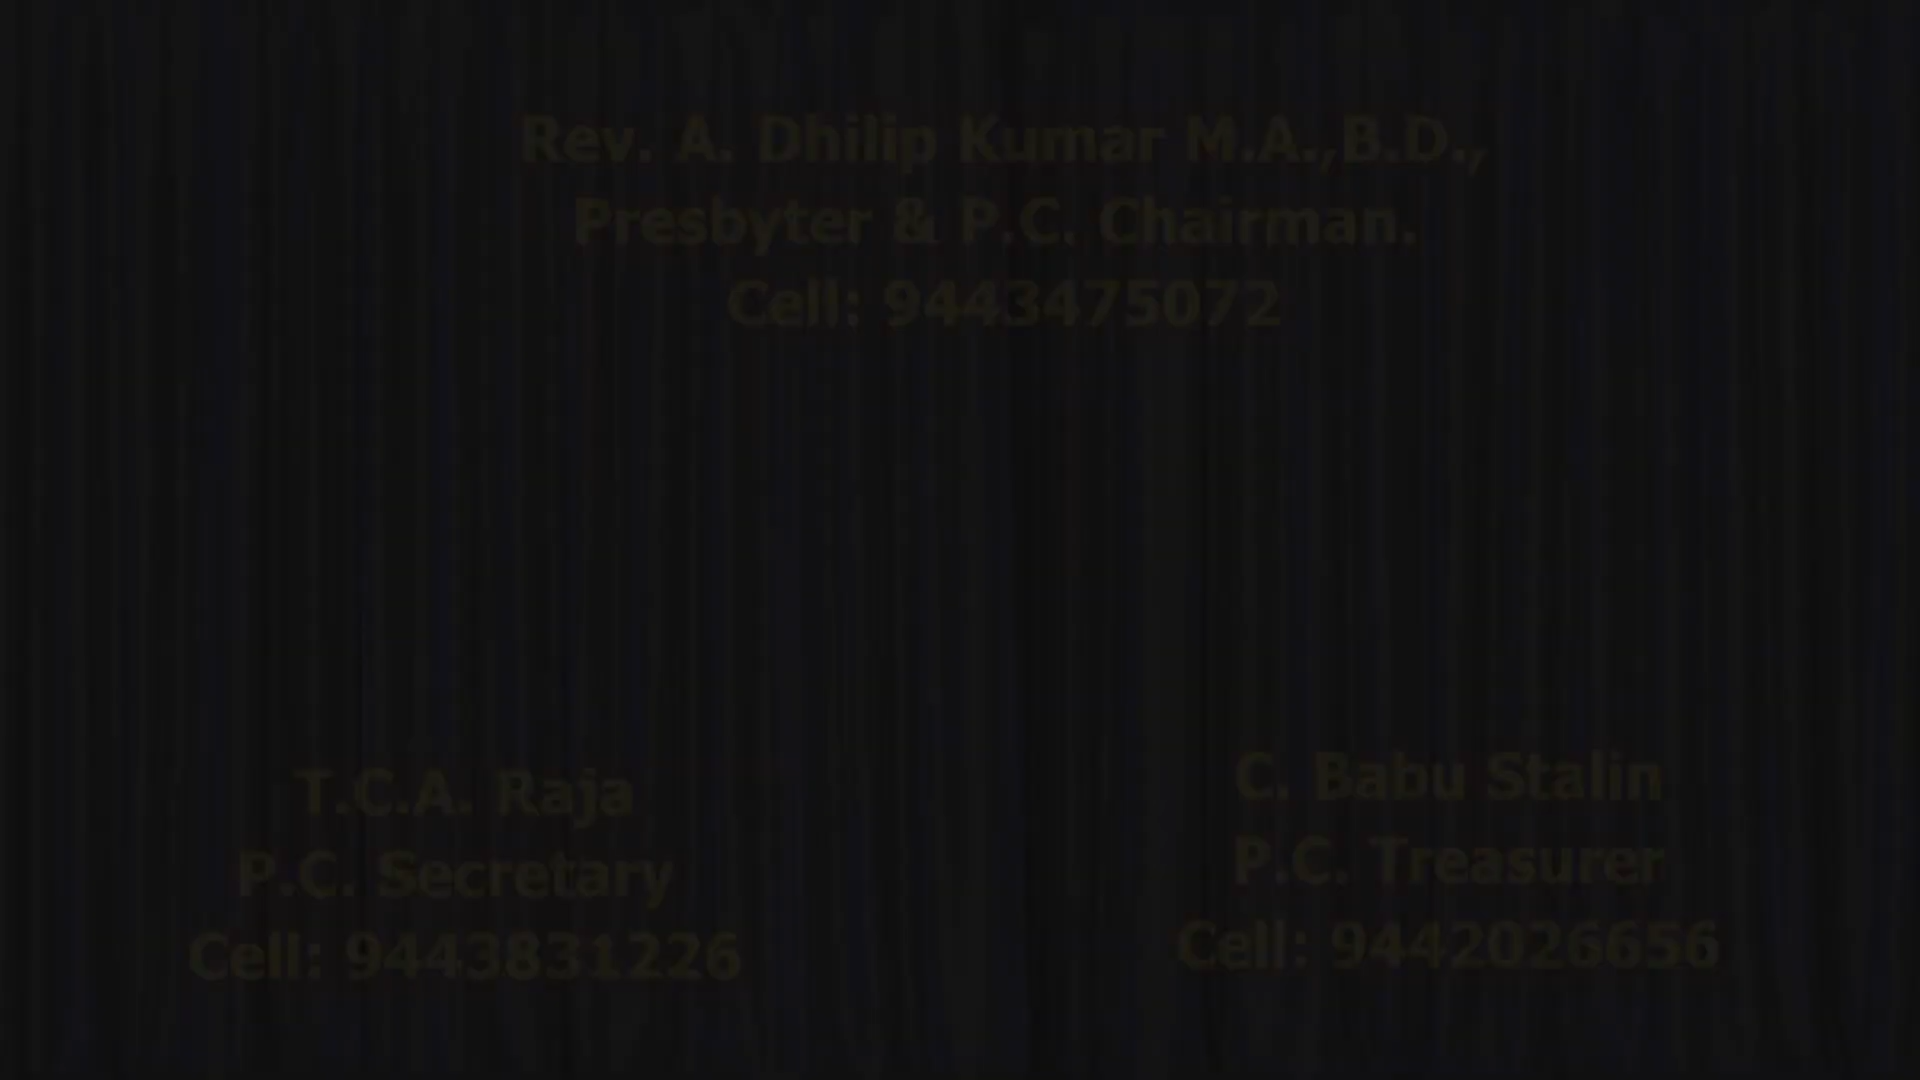 Rev. A. Dhilip Kumar M.A.,B.D.,
Presbyter & P.C. Chairman.
Cell: 9443475072
T.C.A. Raja
P.C. Secretary
Cell: 9443831226
C. Babu Stalin
P.C. Treasurer
Cell: 9442026656